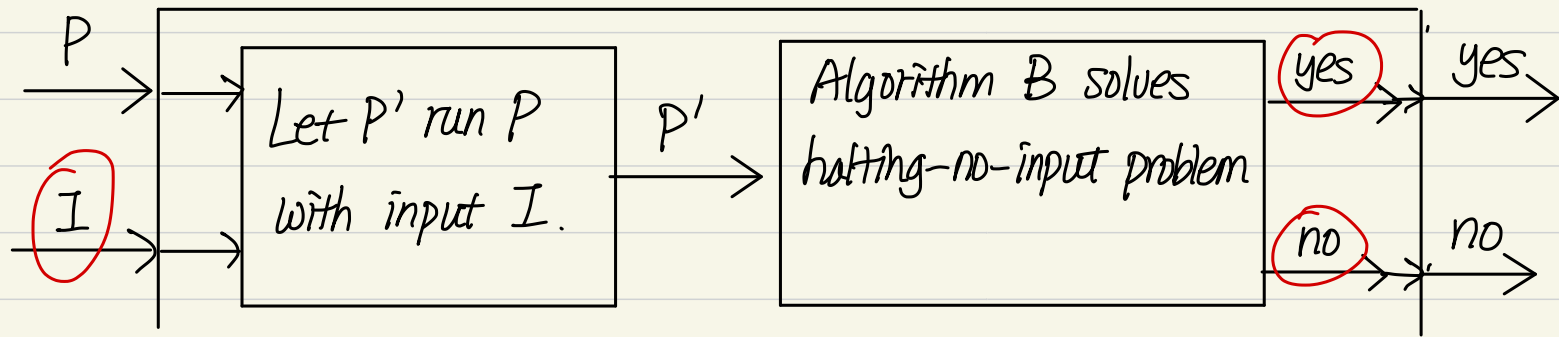 P
I
Let P' run P
with input I.
P'
Algorithm B solves
halting-no-input problem
yes
no
yes
no